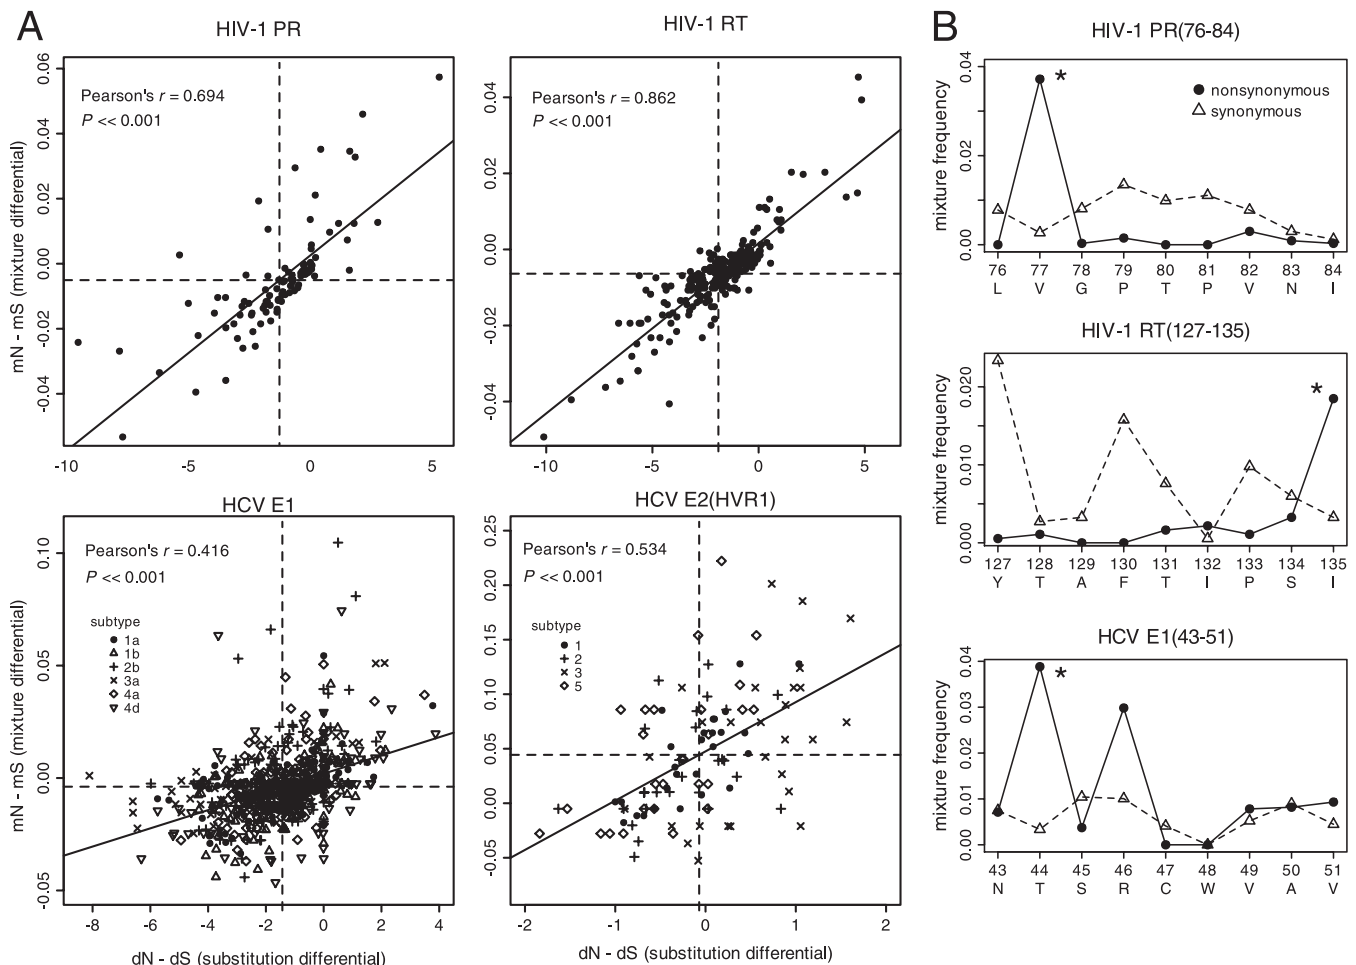 A
HIV-1 PR
Pearson's r = 0.694
P << 0.001
mN - mS (mixture differential)
0.06
0.04
0.02
0.00
-0.02
-0.04
-10 -5 0 5
HIV-1 RT
Pearson's r = 0.862
P << 0.001
0.04
0.02
0.00
-0.02
-0.04
-10 -5 0
HCV E1
Pearson's r = 0.416
P << 0.001
subtype
1a
1b
2b
3a
4a
4d
mN - mS (mixture differential)
0.10
0.05
0.00
-0.05
-8 -6 -4 -2 0 2 4
dN - dS (substitution differential)
HCV E2(HVR1)
Pearson's r = 0.534
P << 0.001
subtype
1
2
3
5
0.25
0.20
0.15
0.10
0.05
0.00
-0.05
-2 -1 0 1 2
dN - dS (substitution differential)
B
HIV-1 PR(76-84)
*
nonsynonymous
synonymous
mixture frequency
0.04
0.02
0.00
76 77 78 79 80 81 82 83 84
L V G P T P V N I
HIV-1 RT(127-135)
*
mixture frequency
0.020
0.010
0.000
127 128 129 130 131 132 133 134 135
Y T A F T I P S I
HCV E1(43-51)
*
mixture frequency
0.04
0.03
0.02
0.01
0.00
43 44 45 46 47 48 49 50 51
N T S R C W V A V